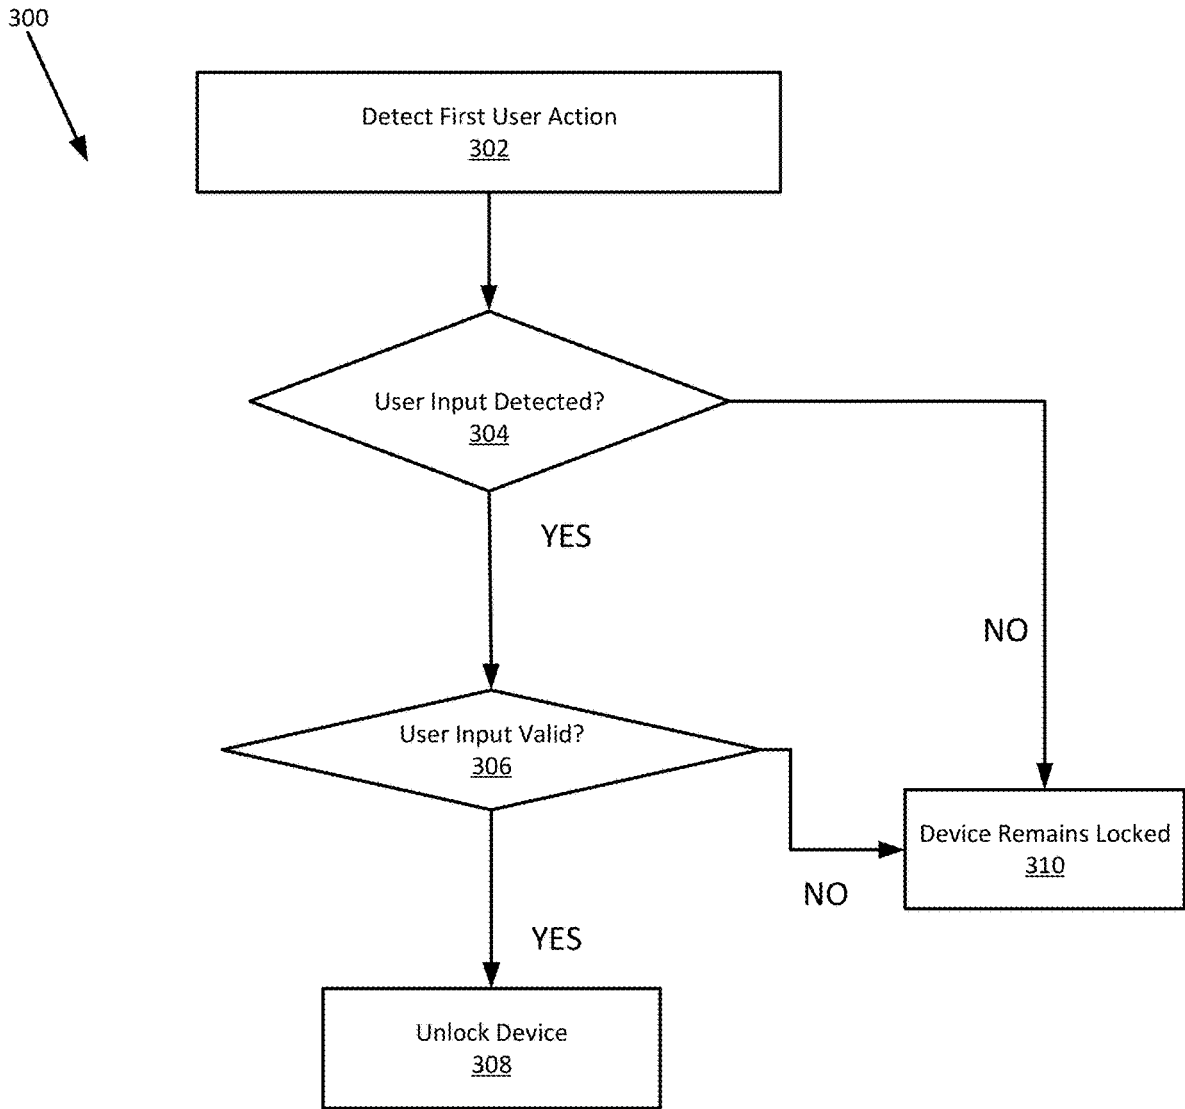 300
Detect First User Action
302
User Input Detected?
304
YES
NO
User Input Valid?
306
Device Remains Locked
310
NO
YES
Unlock Device
308